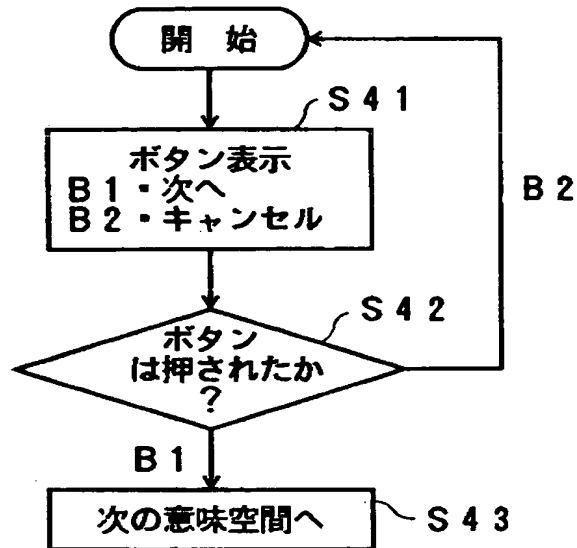 開 始
S41
ボタン表示
B1・次へ
B2・キャンセル
B2
S42
ボタン
は押されたか
?
B1
次の意味空間へ
S43